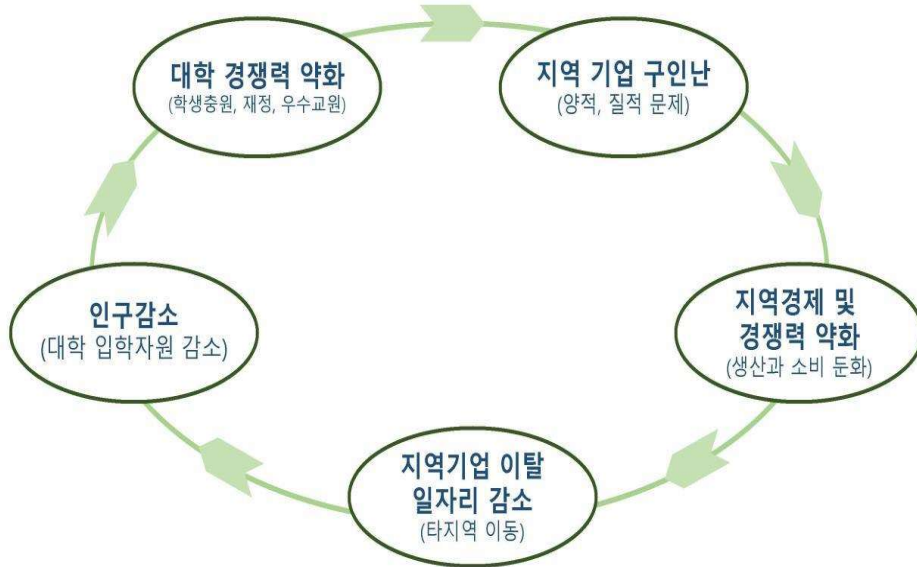 대학 경쟁력 약화
(학생충원, 재정, 우수교원)
지역 기업 구인난
(양적, 질적 문제)
인구감소
(대학 입학자원 감소)
지역경제 및
경쟁력 약화
(생산과 소비 둔화)
지역기업 이탈
일자리 감소
(타지역 이동)